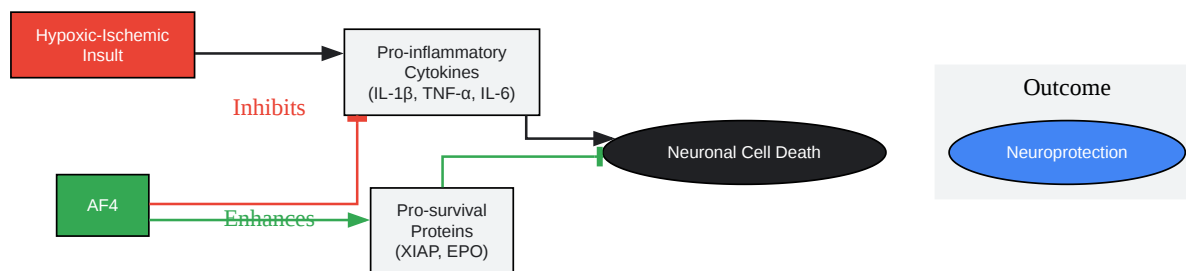 Hypoxic-Ischemic
Insult
Pro-inflammatory
Cytokines
(IL-1β, TNF-α, IL-6)
Inhibits
Outcome
Neuronal Cell Death
Neuroprotection
AF4
Enhances
Pro-survival
Proteins
(XIAP, EPO)